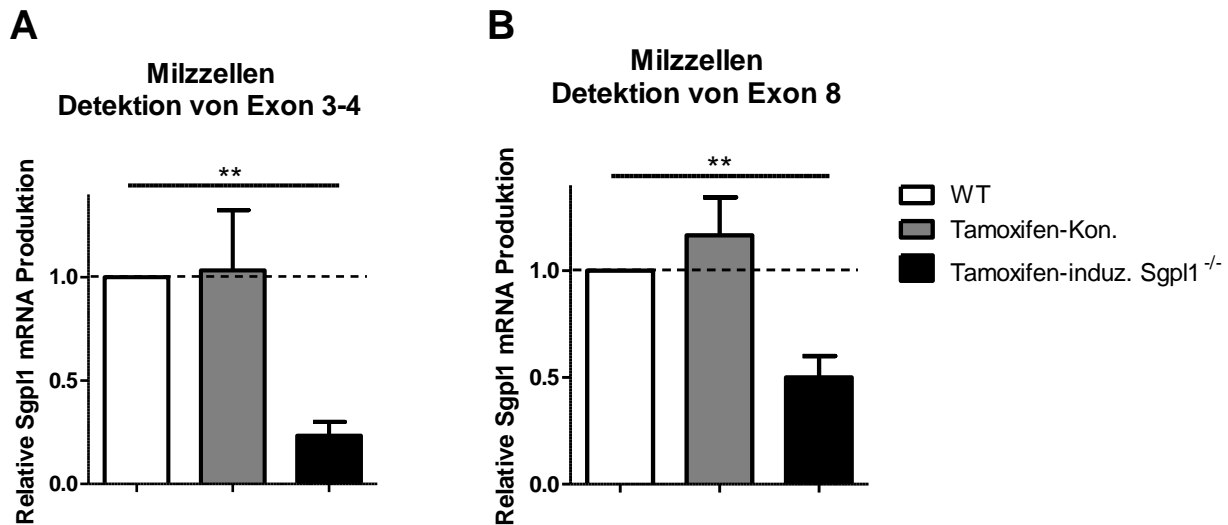 A
Milzzellen
Detektion von Exon 3-4
**
Relative Sgpl1 mRNA Produktion
1.0
0.5
0.0
B
Milzzellen
Detektion von Exon 8
**
Relative Sgpl1 mRNA Produktion
1.0
0.5
0.0
WT
Tamoxifen-Kon.
Tamoxifen-induz. Sgpl1 -/-